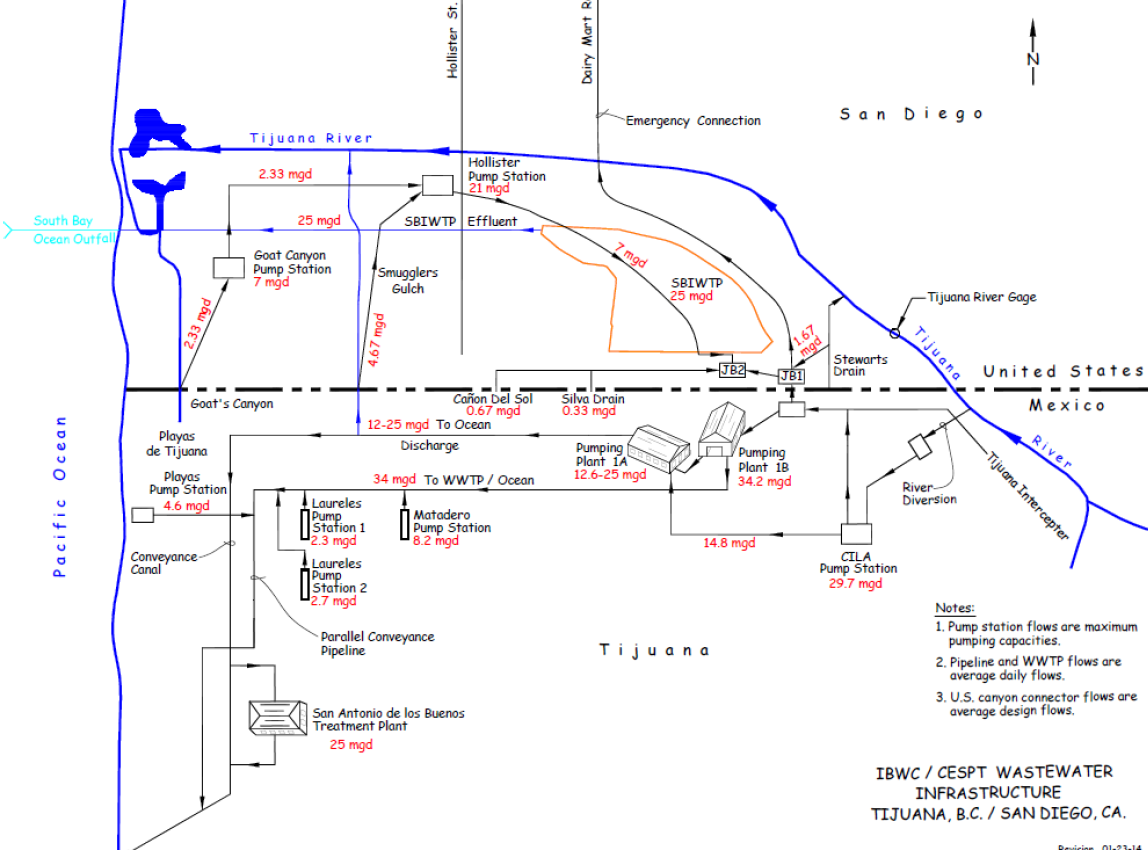 Hollister St.
Dairy Mart R
N
Emergency Connection
San Diego
Tijuana River
Hollister
Pump Station
21 mgd
2.33 mgd
South Bay
Ocean Outfall
25 mgd
SBIWTP Effluent
7 mgd
Goat Canyon
Pump Station
7 mgd
Smugglers
Gulch
SBIWTP
25 mgd
Tijuana River Gage
2.33 mgd
4.67 mgd
1.67
mgd
Stewarts
Drain
Tijuana
JB2
JB1
United States
Mexico
Goat's Canyon
Cañon Del Sol
0.67 mgd
Silva Drain
0.33 mgd
Pacific Ocean
Playas
de Tijuana
12-25 mgd To Ocean
Discharge
Pumping
Plant 1A
12.6-25 mgd
Pumping
Plant 1B
34.2 mgd
River
Tijuana Intercepter
River
Diversion
Playas
Pump Station
4.6 mgd
34 mgd To WWTP / Ocean
Laureles
Pump
Station 1
2.3 mgd
Matadero
Pump Station
8.2 mgd
14.8 mgd
CILA
Pump Station
29.7 mgd
Conveyance
Canal
Laureles
Pump
Station 2
2.7 mgd
Parallel Conveyance
Pipeline
Tijuana
Notes:
1. Pump station flows are maximum
pumping capacities.
2. Pipeline and WWTP flows are
average daily flows.
3. U.S. canyon connector flows are
average design flows.
San Antonio de los Buenos
Treatment Plant
25 mgd
IBWC / CESPT WASTEWATER
INFRASTRUCTURE
TIJUANA, B.C. / SAN DIEGO, CA.
Revision 01-23-14